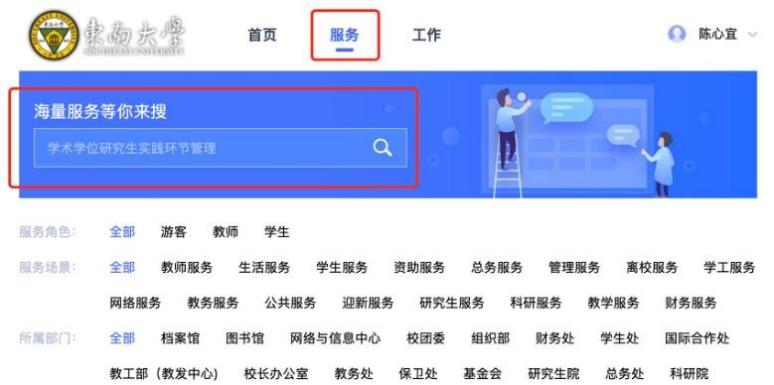 東南大學 首页 服务 工作 陈心宜
SOUTHEAST UNIVERSITY
海量服务等你来搜
学术学位研究生实践环节管理
服务角色： 全部 游客 教师 学生
服务场景： 全部 教师服务 生活服务 学生服务 资助服务 总务服务 管理服务 离校服务 学工服务
网络服务 教务服务 公共服务 迎新服务 研究生服务 科研服务 教学服务 财务服务
所属部门： 全部 档案馆 图书馆 网络与信息中心 校团委 组织部 财务处 学生处 国际合作处
教工部（教发中心) 校长办公室 教务处 保卫处 基金会 研究生院 总务处 科研院